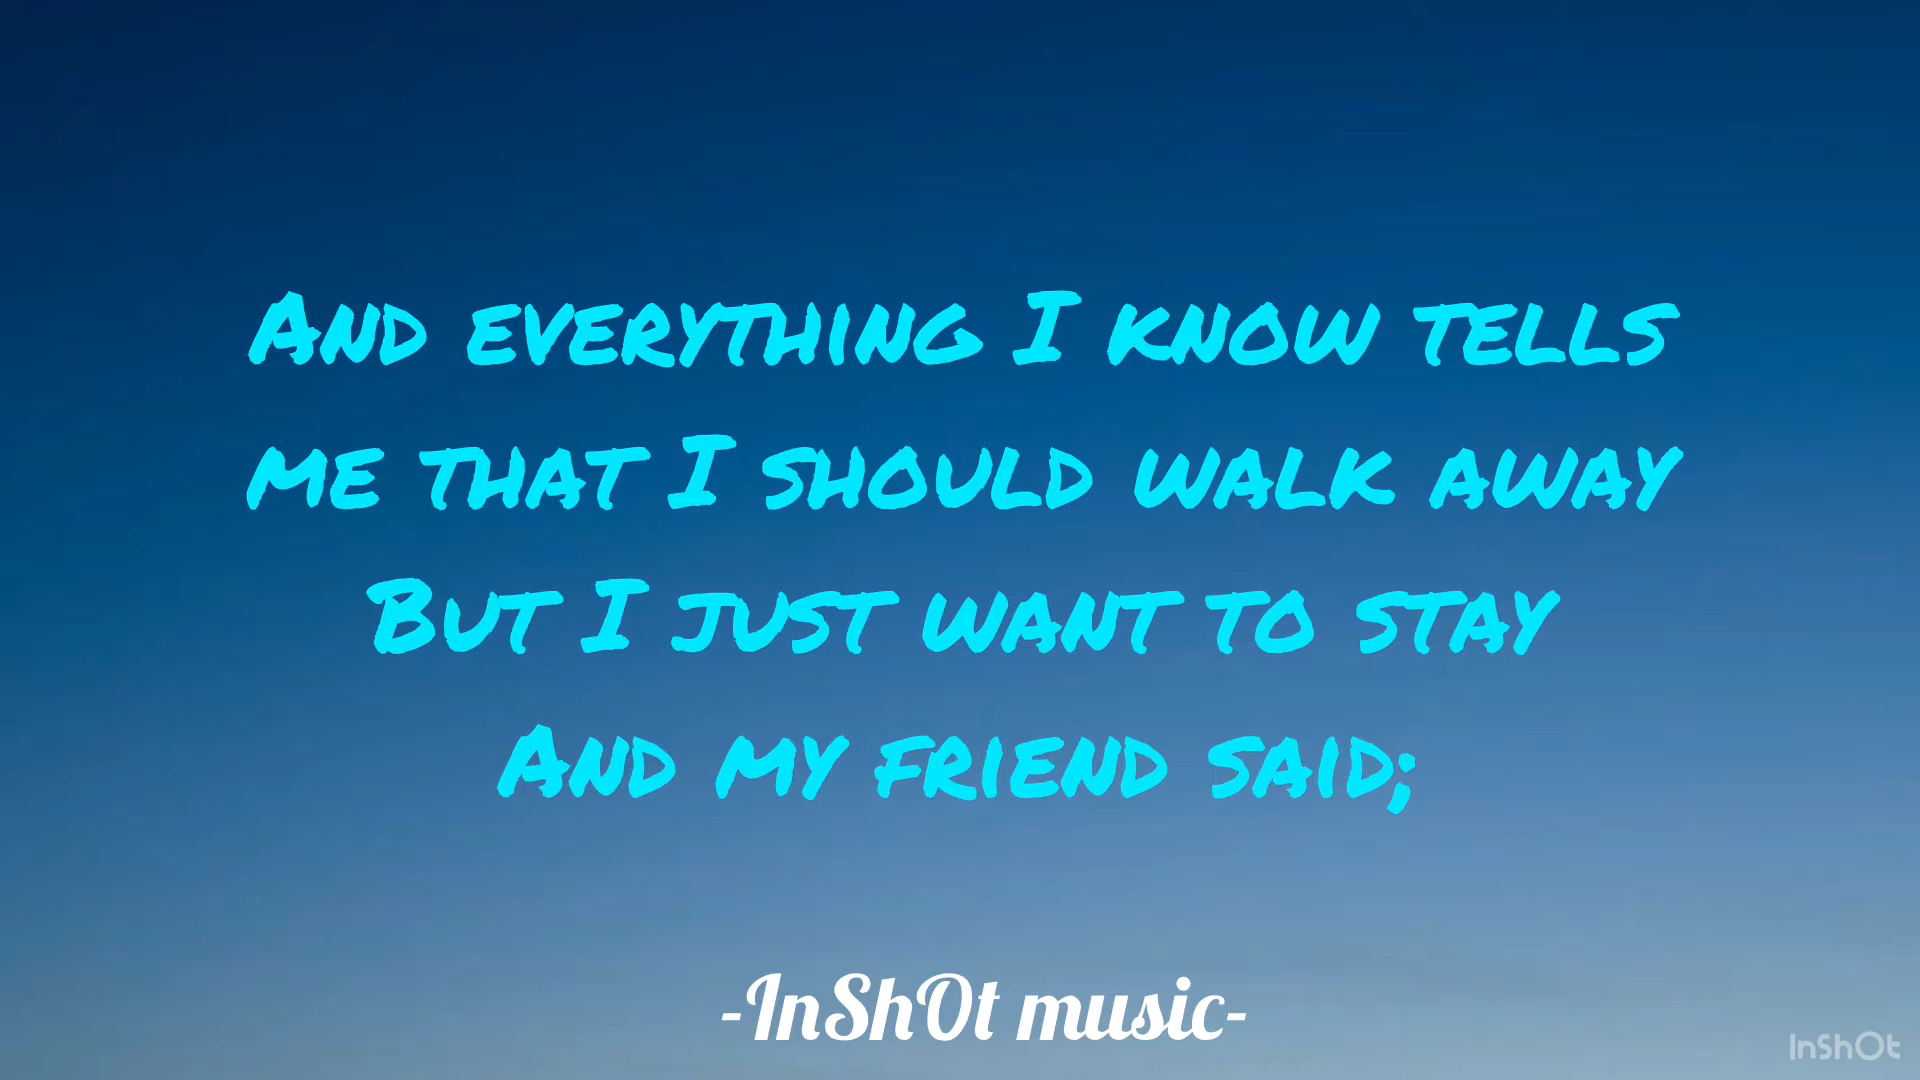 And everything I know tells
me that I should walk away
But I just want to stay
And my friend said;
-InShOt music-
InShOt